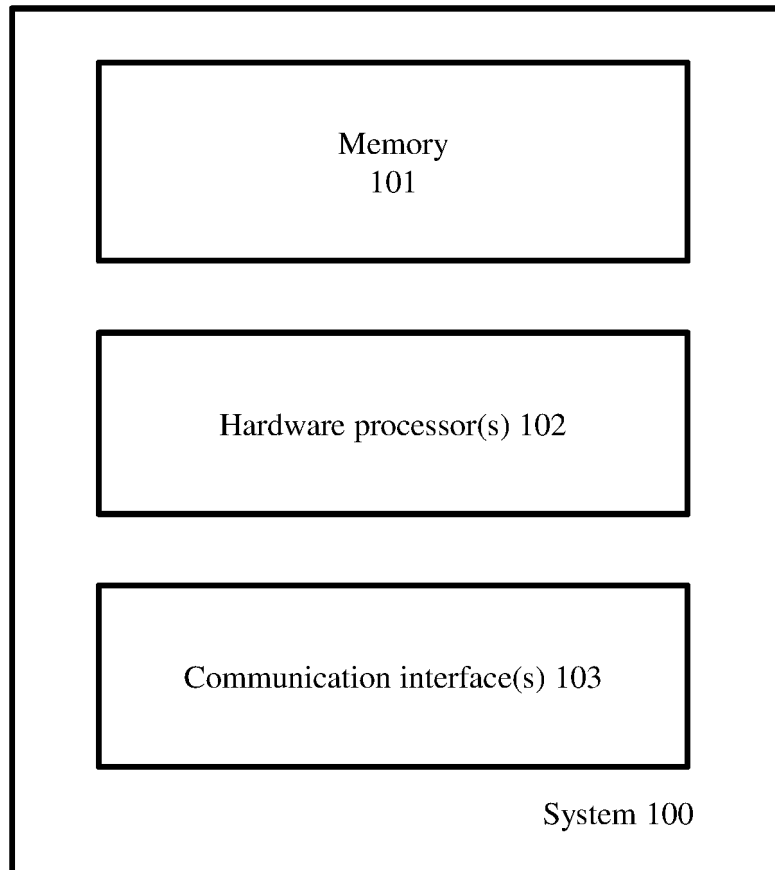 Memory
101
Hardware processor(s) 102
Communication interface(s) 103
System 100